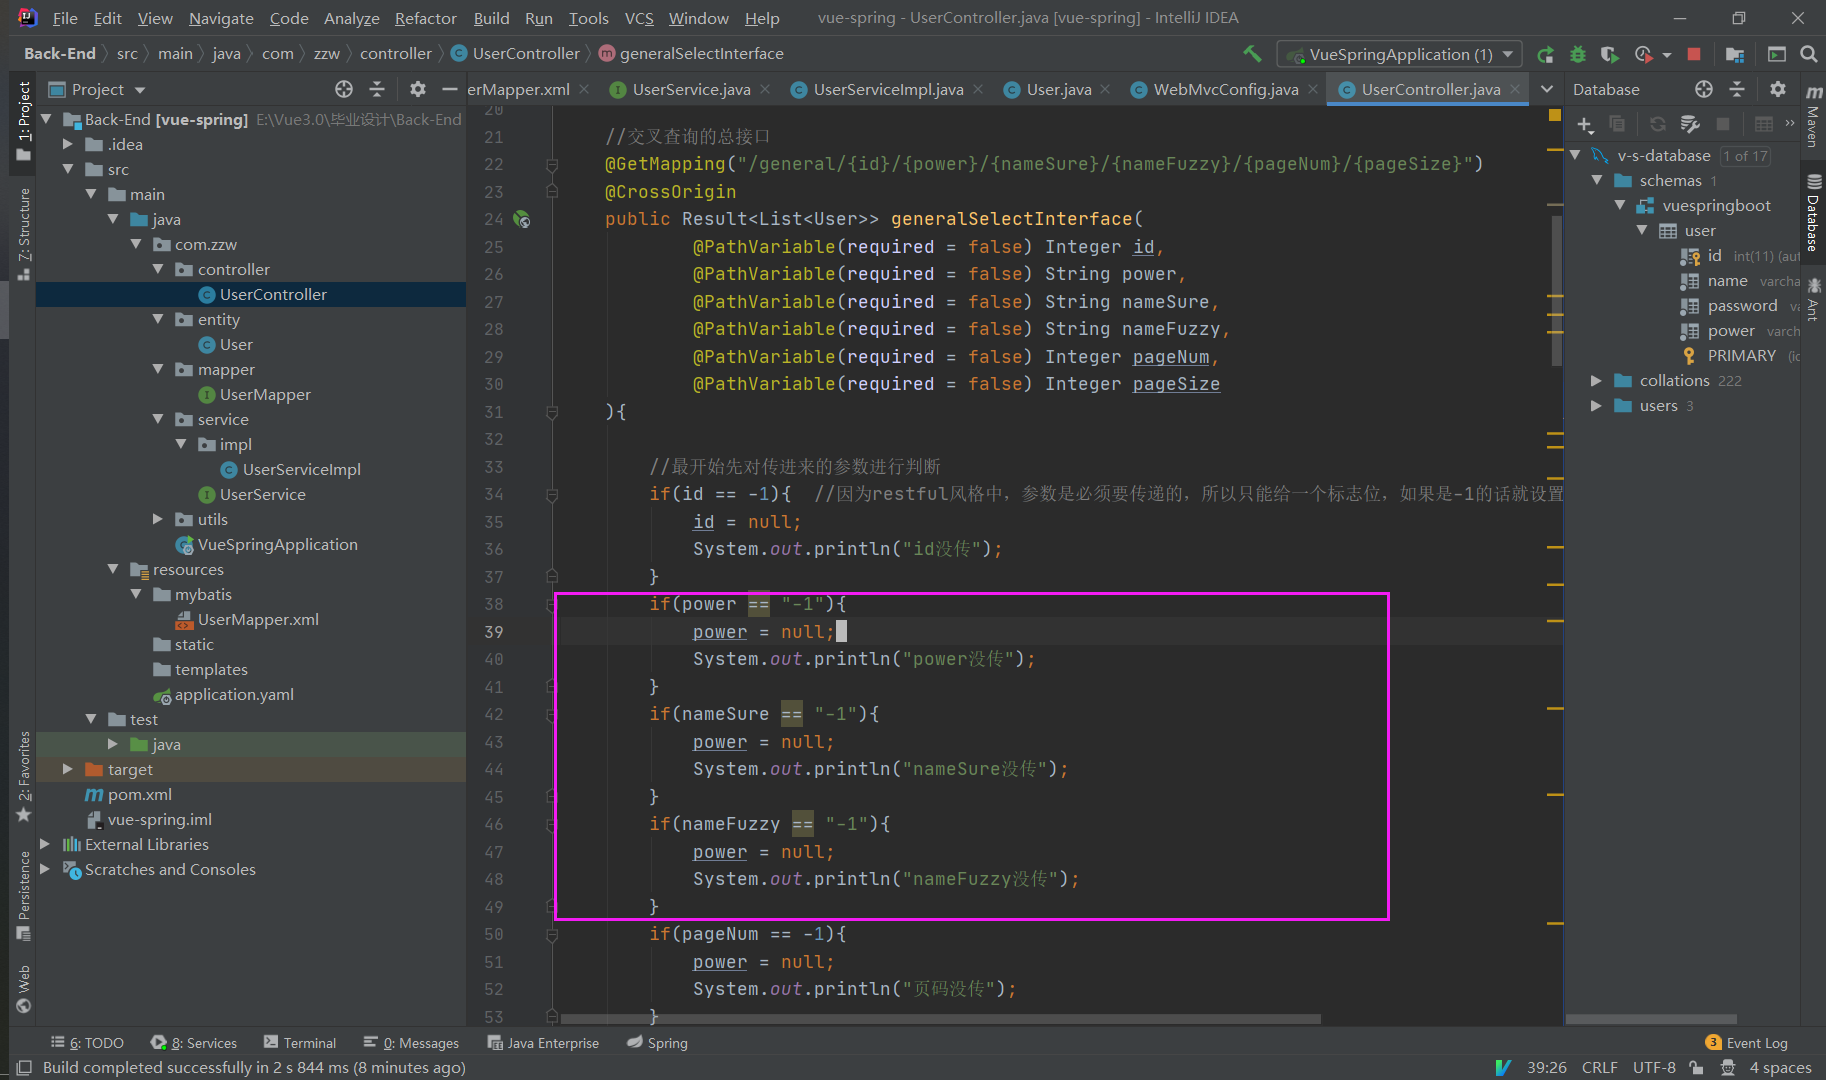 File Edit View Navigate Code Analyze Refactor Build Run Tools VCS Window Help vue-spring - UserController.java [vue-spring] - IntelliJ IDEA
Back-End src main java com zzw controller UserController generalSelectInterface VueSpringApplication (1)
Project erMapper.xml UserService.java UserServiceImpl.java User.java WebMvcConfig.java UserController.java Database
1: Project
Z: Structure
2: Favorites
Persistence
Web
Back-End [vue-spring] E:\Vue3.0\毕业设计\Back-End
.idea
src
main
java
com.zzw
controller
UserController
entity
User
mapper
UserMapper
service
impl
UserServiceImpl
UserService
utils
VueSpringApplication
resources
mybatis
UserMapper.xml
static
templates
application.yaml
test
java
target
pom.xml
vue-spring.iml
External Libraries
Scratches and Consoles
20
21 //交叉查询的总接口
22 @GetMapping("/general/{id}/{power}/{nameSure}/{nameFuzzy}/{pageNum}/{pageSize}")
23 @CrossOrigin
24 public Result<List<User>> generalSelectInterface(
25 @PathVariable(required = false) Integer id,
26 @PathVariable(required = false) String power,
27 @PathVariable(required = false) String nameSure,
28 @PathVariable(required = false) String nameFuzzy,
29 @PathVariable(required = false) Integer pageNum,
30 @PathVariable(required = false) Integer pageSize
31 ){
32
33 //最开始先对传进来的参数进行判断
34 if(id == -1){ //因为restful风格中，参数是必须要传递的，所以只能给一个标志位，如果是-1的话就设置
35 id = null;
36 System.out.println("id没传");
37 }
38 if(power == "-1"){
39 power = null;
40 System.out.println("power没传");
41 }
42 if(nameSure == "-1"){
43 power = null;
44 System.out.println("nameSure没传");
45 }
46 if(nameFuzzy == "-1"){
47 power = null;
48 System.out.println("nameFuzzy没传");
49 }
50 if(pageNum == -1){
51 power = null;
52 System.out.println("页码没传");
53 }
v-s-database 1 of 17
schemas 1
vuespringboot
user
id int(11) (aut
name varcha
password va
power varch
PRIMARY (id
collations 222
users 3
Maven
Database
Ant
6: TODO 8: Services Terminal 0: Messages Java Enterprise Spring 3 Event Log
Build completed successfully in 2 s 844 ms (8 minutes ago) 39:26 CRLF UTF-8 4 spaces